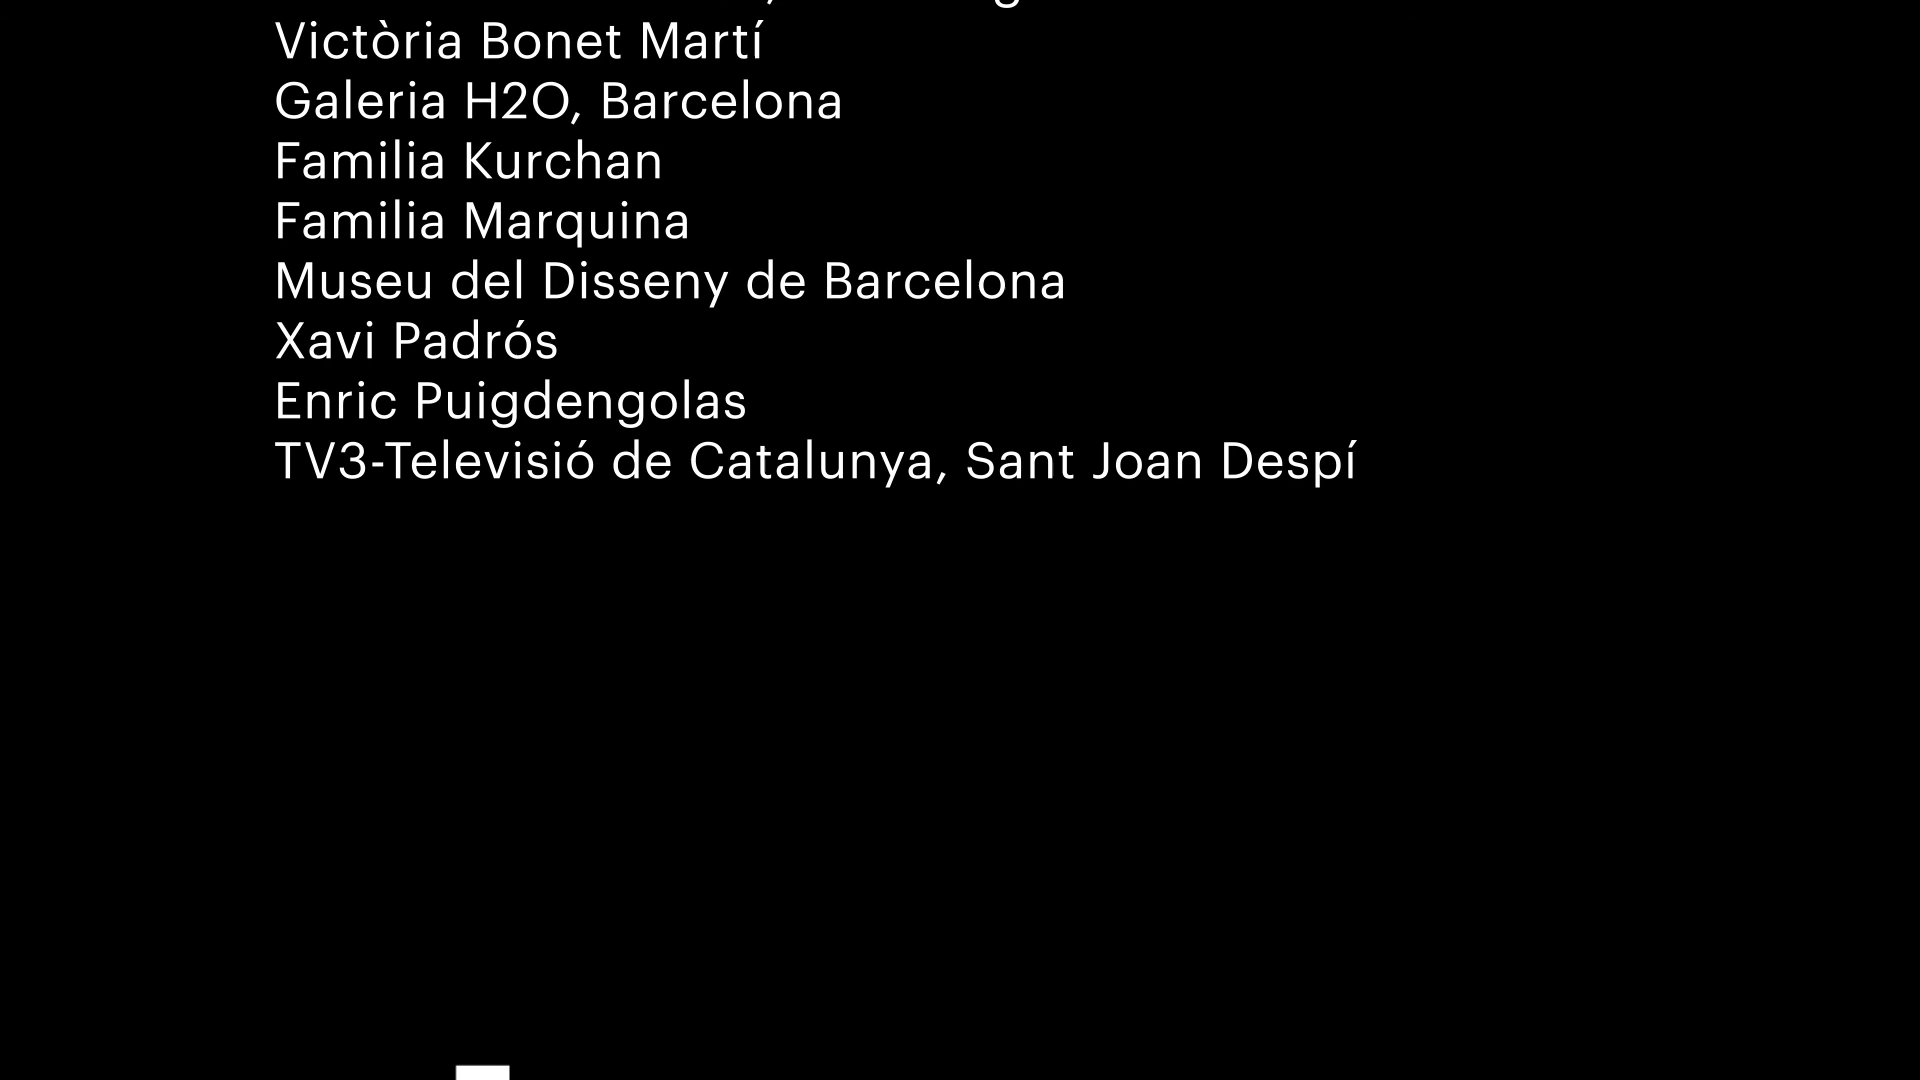 Victòria Bonet Martí
Galeria H2O, Barcelona
Familia Kurchan
Familia Marquina
Museu del Disseny de Barcelona
Xavi Padrós
Enric Puigdengolas
TV3-Televisió de Catalunya, Sant Joan Despí